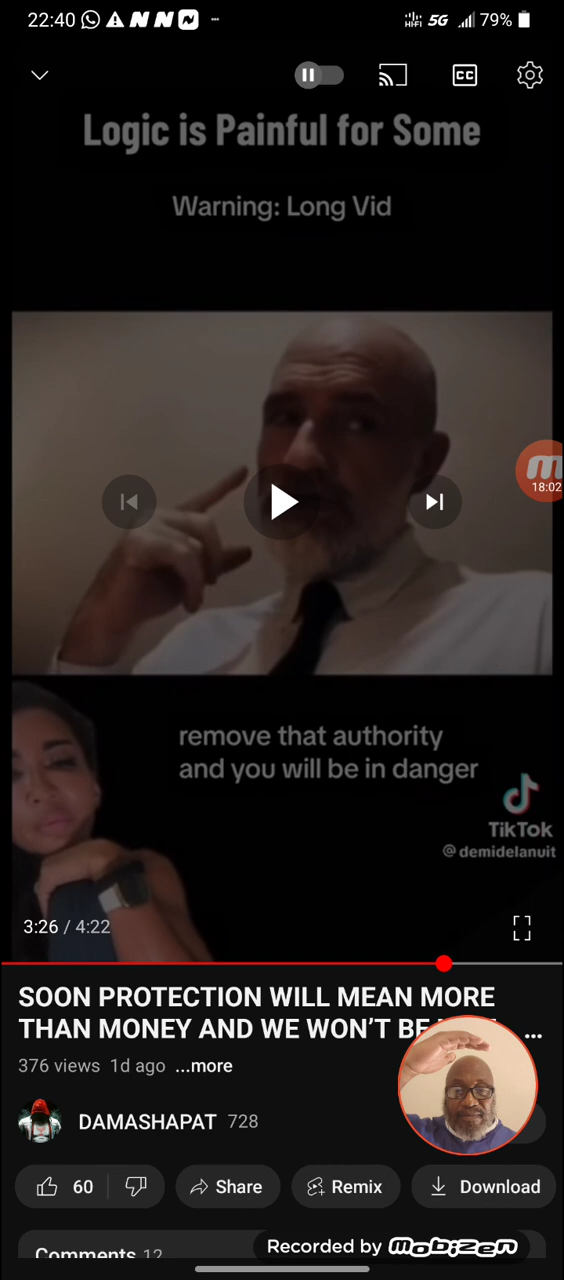 22:40
5G
79%
CC
Logic is Painful for Some
Warning: Long Vid
18:02
remove that authority
and you will be in danger
TikTok
@demidelanuit
3:26 / 4:22
SOON PROTECTION WILL MEAN MORE
THAN MONEY AND WE WON'T BE ...
376 views 1d ago ...more
DAMASHAPAT 728
60
Share
Remix
Download
Comments 12
Recorded by Mobizen